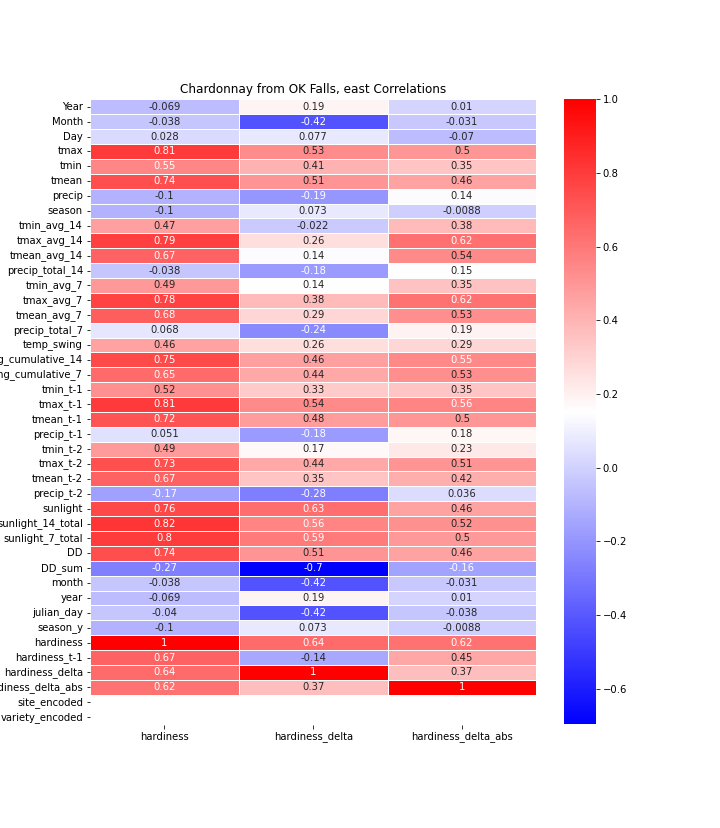 Chardonnay from OK Falls, east Correlations
Year -0.069 0.19 0.01
Month -0.038 -0.42 -0.031
Day 0.028 0.077 -0.07
tmax 0.81 0.53 0.5
tmin 0.55 0.41 0.35
tmean 0.74 0.51 0.46
precip -0.1 -0.19 0.14
season -0.1 0.073 -0.0088
tmin_avg_14 0.47 -0.022 0.38
tmax_avg_14 0.79 0.26 0.62
tmean_avg_14 0.67 0.14 0.54
precip_total_14 -0.038 -0.18 0.15
tmin_avg_7 0.49 0.14 0.35
tmax_avg_7 0.78 0.38 0.62
tmean_avg_7 0.68 0.29 0.53
precip_total_7 0.068 -0.24 0.19
temp_swing 0.46 0.26 0.29
g_cumulative_14 0.75 0.46 0.55
ng_cumulative_7 0.65 0.44 0.53
tmin_t-1 0.52 0.33 0.35
tmax_t-1 0.81 0.54 0.56
tmean_t-1 0.72 0.48 0.5
precip_t-1 0.051 -0.18 0.18
tmin_t-2 0.49 0.17 0.23
tmax_t-2 0.73 0.44 0.51
tmean_t-2 0.67 0.35 0.42
precip_t-2 -0.17 -0.28 0.036
sunlight 0.76 0.63 0.46
sunlight_14_total 0.82 0.56 0.52
sunlight_7_total 0.8 0.59 0.5
DD 0.74 0.51 0.46
DD_sum -0.27 -0.7 -0.16
month -0.038 -0.42 -0.031
year -0.069 0.19 0.01
julian_day -0.04 -0.42 -0.038
season_y -0.1 0.073 -0.0088
hardiness 1 0.64 0.62
hardiness_t-1 0.67 -0.14 0.45
hardiness_delta 0.64 1 0.37
diness_delta_abs 0.62 0.37 1
site_encoded
variety_encoded
hardiness hardiness_delta hardiness_delta_abs
1.0
0.8
0.6
0.4
0.2
0.0
−0.2
−0.4
−0.6